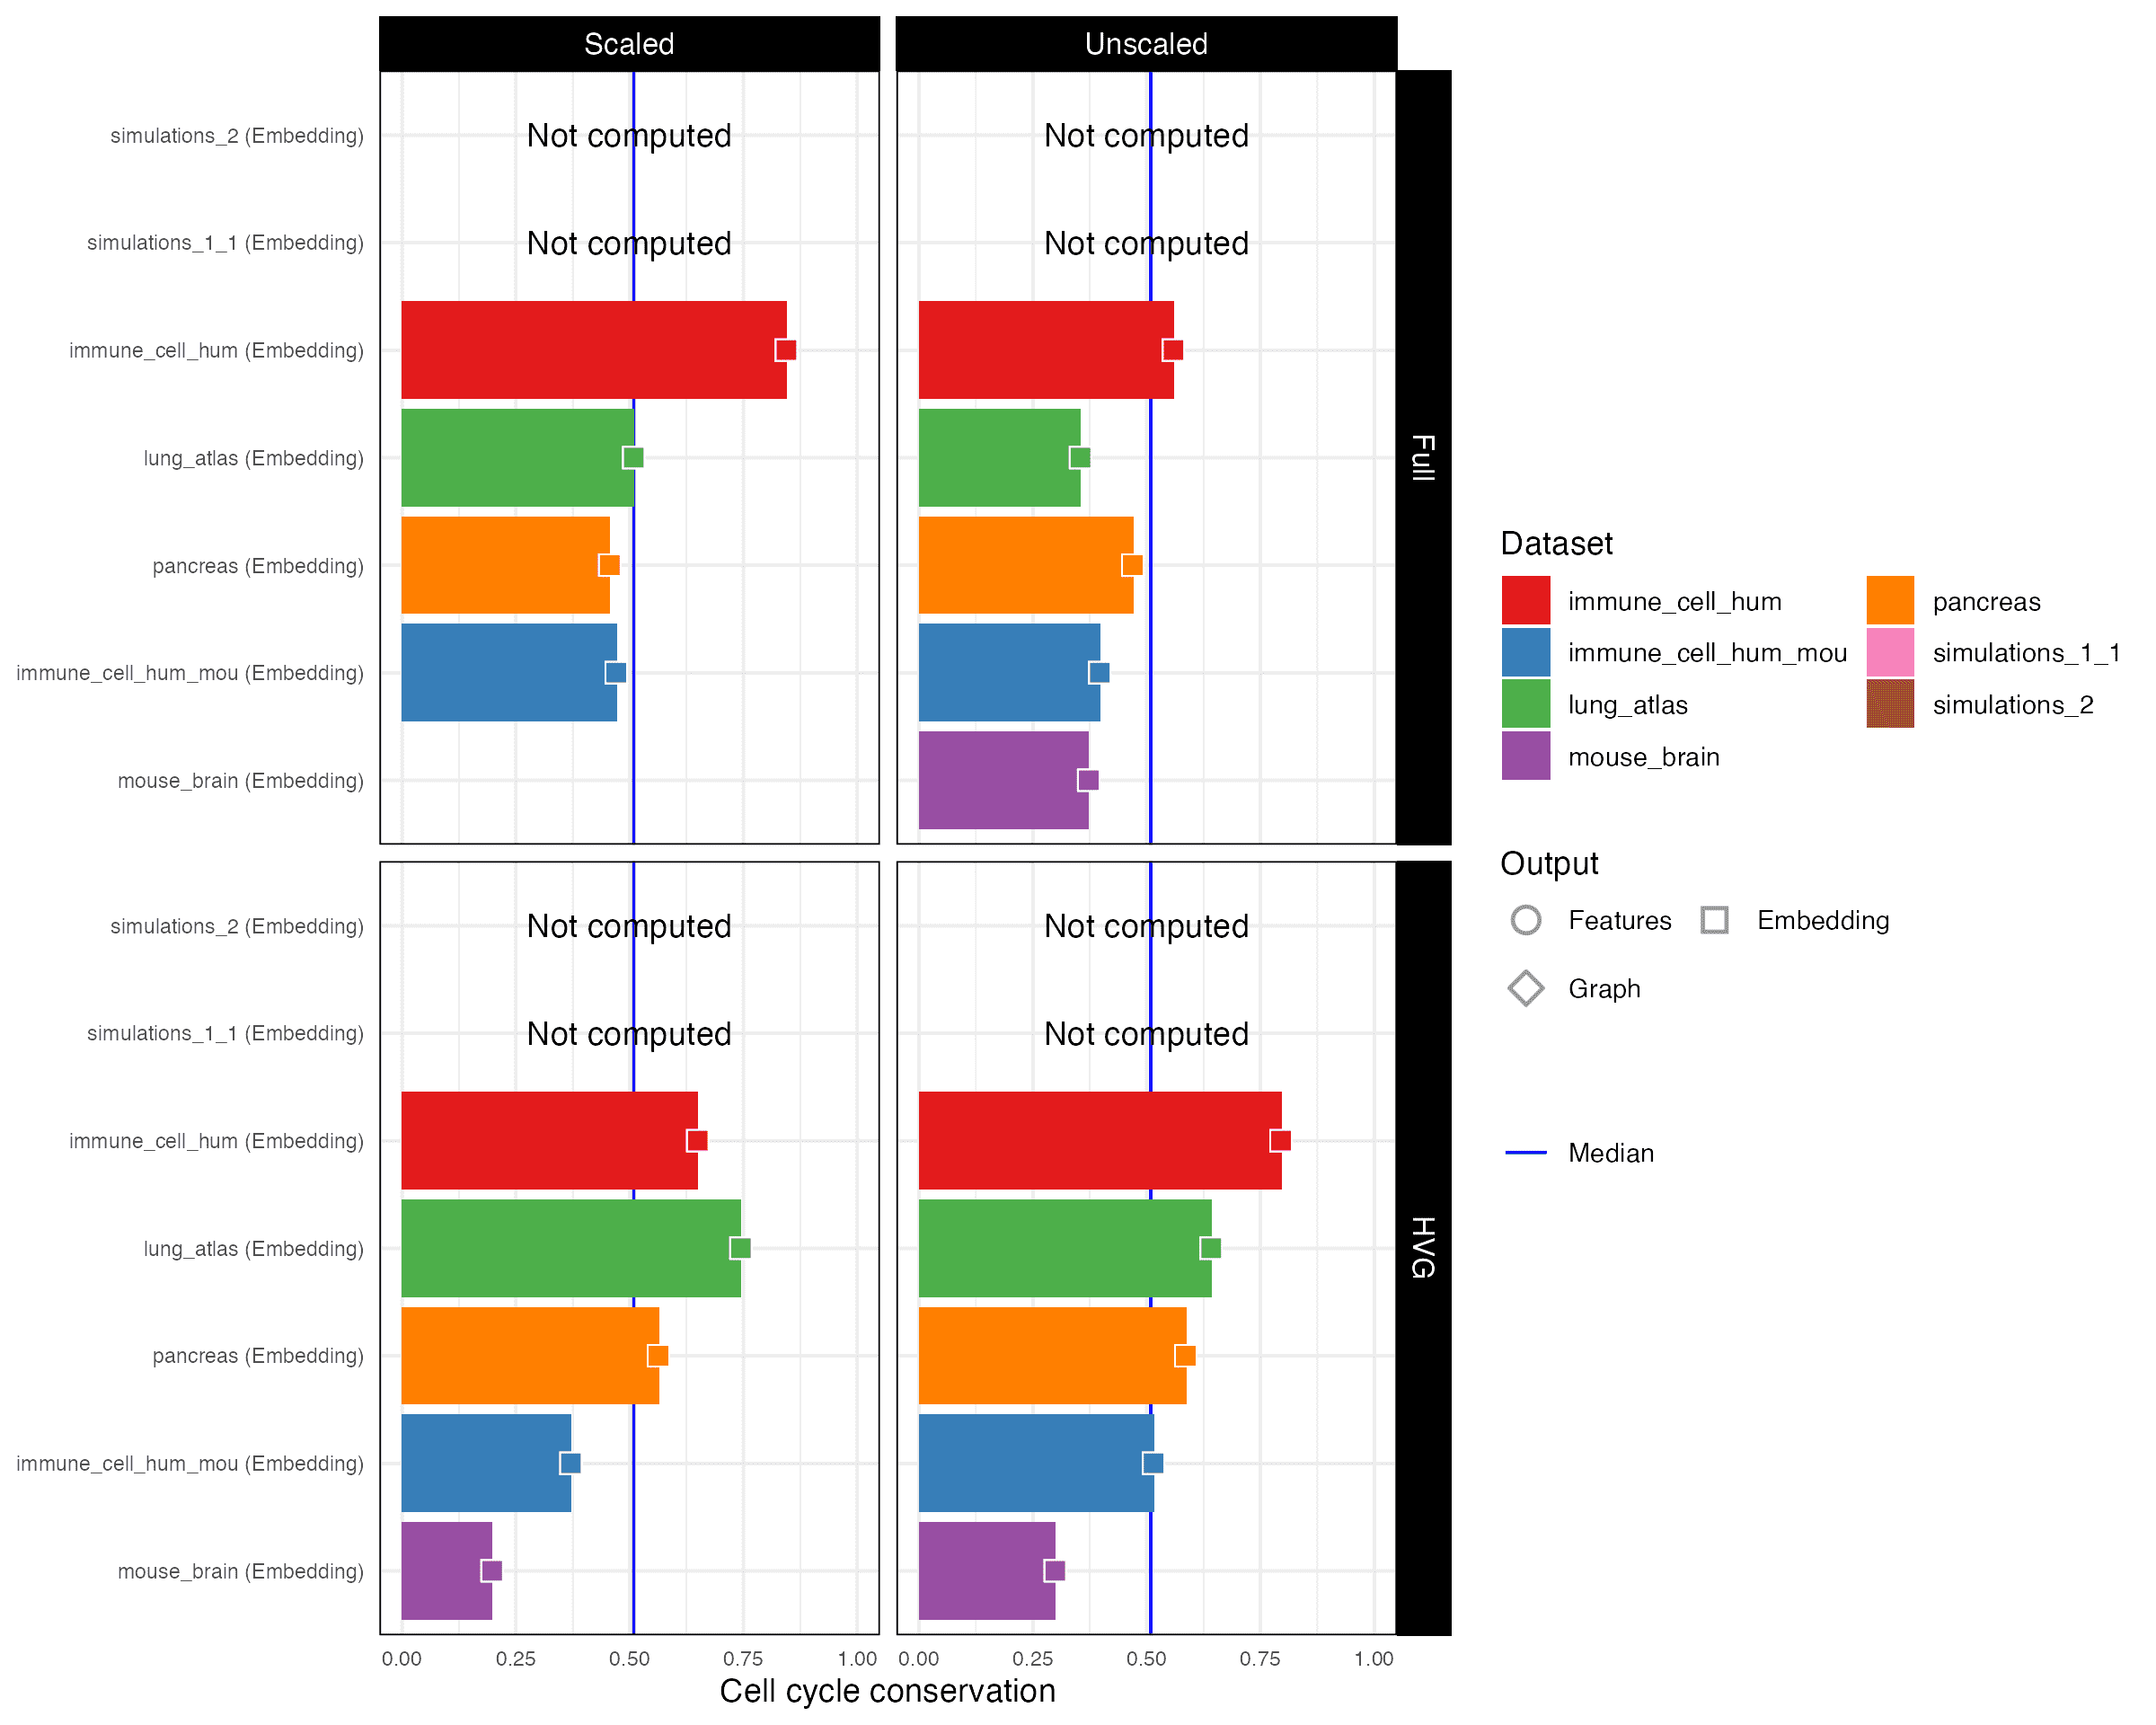 Scaled
Unscaled
Full
simulations_2 (Embedding)
Not computed
Not computed
simulations_1_1 (Embedding)
Not computed
Not computed
immune_cell_hum (Embedding)
lung_atlas (Embedding)
pancreas (Embedding)
immune_cell_hum_mou (Embedding)
mouse_brain (Embedding)
HVG
simulations_2 (Embedding)
Not computed
Not computed
simulations_1_1 (Embedding)
Not computed
Not computed
immune_cell_hum (Embedding)
lung_atlas (Embedding)
pancreas (Embedding)
immune_cell_hum_mou (Embedding)
mouse_brain (Embedding)
0.00 0.25 0.50 0.75 1.00
0.00 0.25 0.50 0.75 1.00
Cell cycle conservation
Dataset
immune_cell_hum
immune_cell_hum_mou
lung_atlas
mouse_brain
pancreas
simulations_1_1
simulations_2
Output
Features
Embedding
Graph
Median